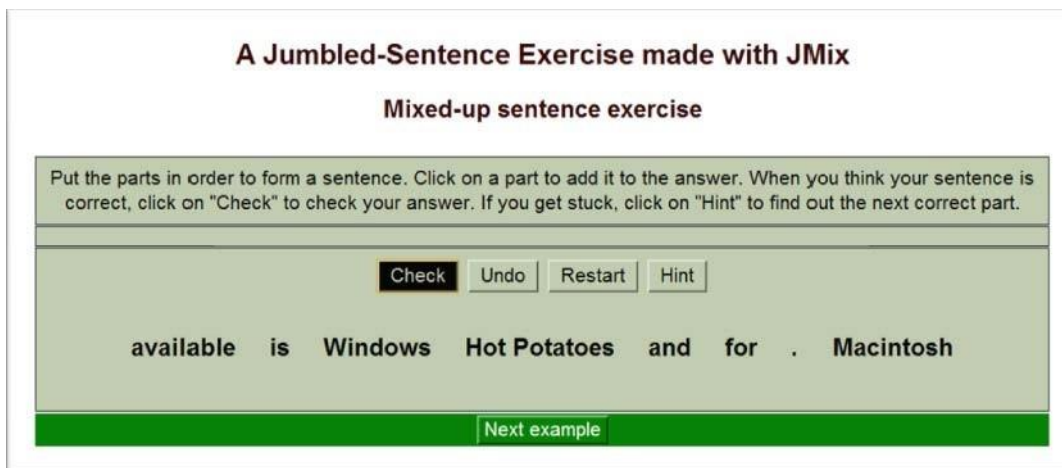 A Jumbled-Sentence Exercise made with JMix
Mixed-up sentence exercise
Put the parts in order to form a sentence. Click on a part to add it to the answer. When you think your sentence is
correct, click on "Check" to check your answer. If you get stuck, click on "Hint" to find out the next correct part.
Check Undo Restart Hint
available is Windows Hot Potatoes and for . Macintosh
Next example